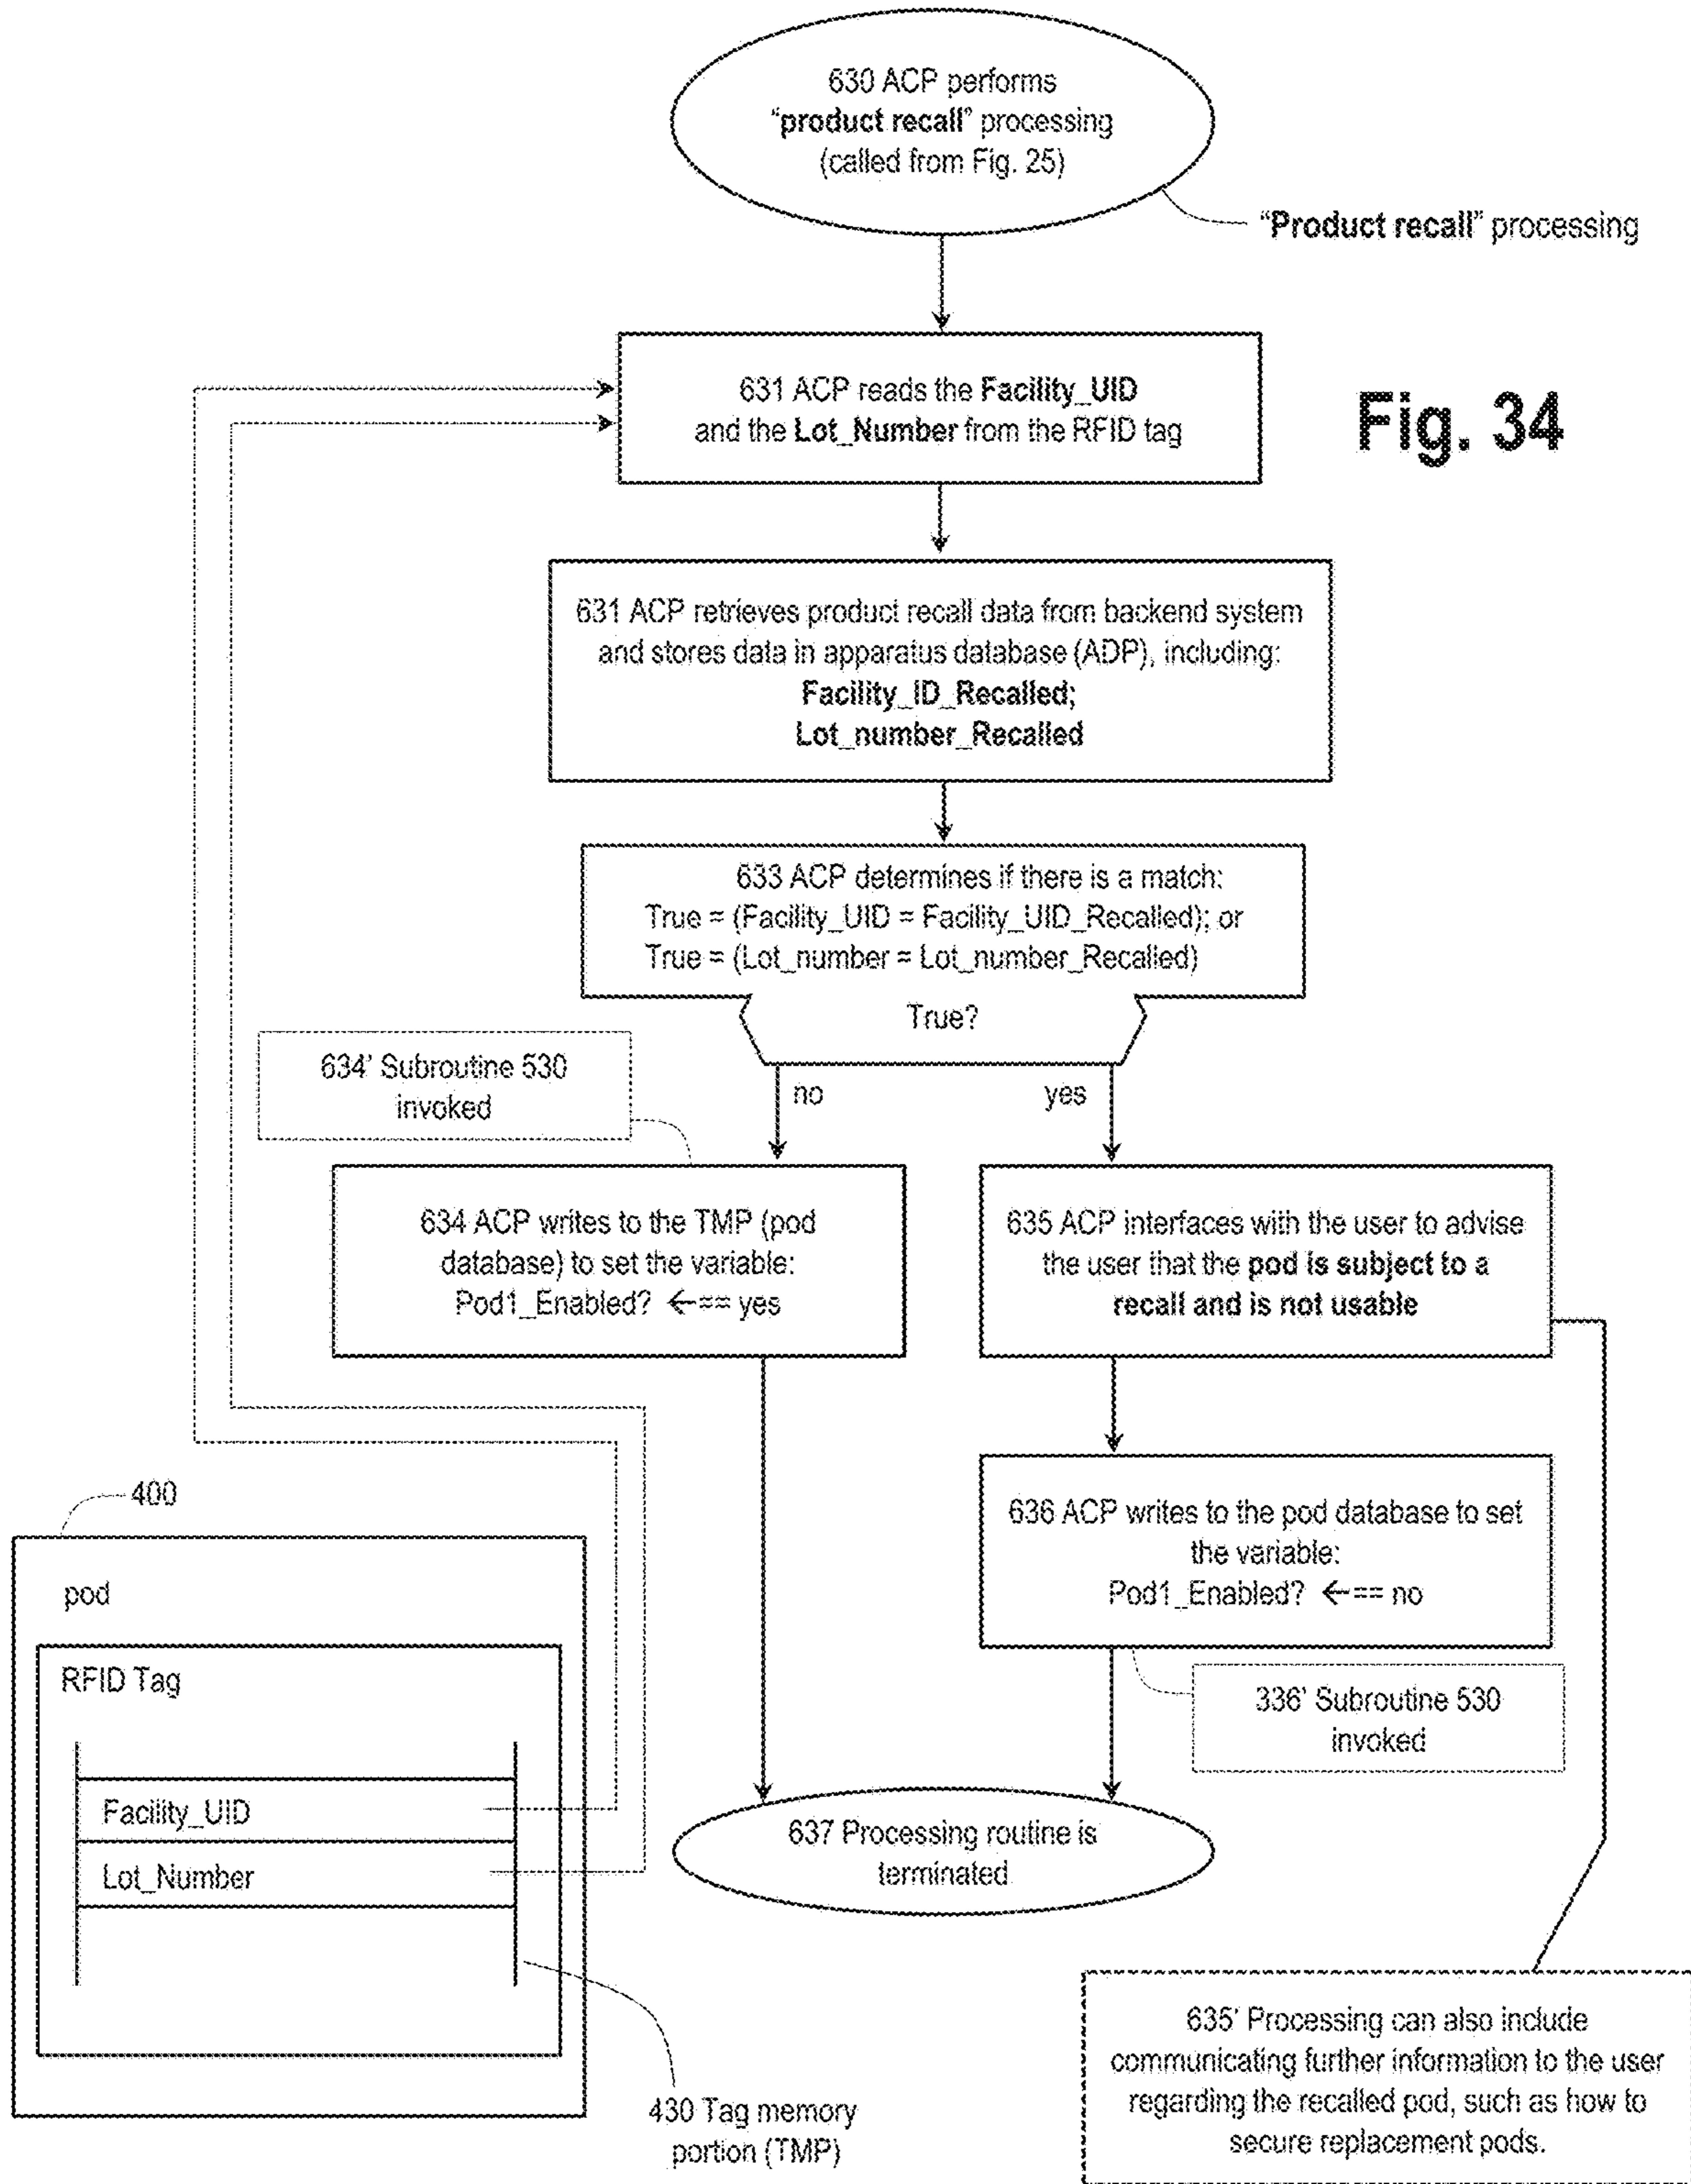 630 ACP performs
“product recall” processing
(called from Fig. 25)
“Product recall” processing
631 ACP reads the Facility_UID
and the Lot_Number from the RFID tag
Fig. 34
631 ACP retrieves product recall data from backend system
and stores data in apparatus database (ADP), including:
Facility_ID_Recalled;
Lot_number_Recalled
633 ACP determines if there is a match:
True = (Facility_UID = Facility_UID_Recalled); or
True = (Lot_number = Lot_number_Recalled)
True?
634' Subroutine 530
invoked
no
yes
634 ACP writes to the TMP (pod
database) to set the variable:
Pod1_Enabled? ←== yes
635 ACP interfaces with the user to advise
the user that the pod is subject to a
recall and is not usable
636 ACP writes to the pod database to set
the variable:
Pod1_Enabled? ←== no
336' Subroutine 530
invoked
400
pod
RFID Tag
Facility_UID
Lot_Number
637 Processing routine is
terminated
430 Tag memory
portion (TMP)
635' Processing can also include
communicating further information to the user
regarding the recalled pod, such as how to
secure replacement pods.